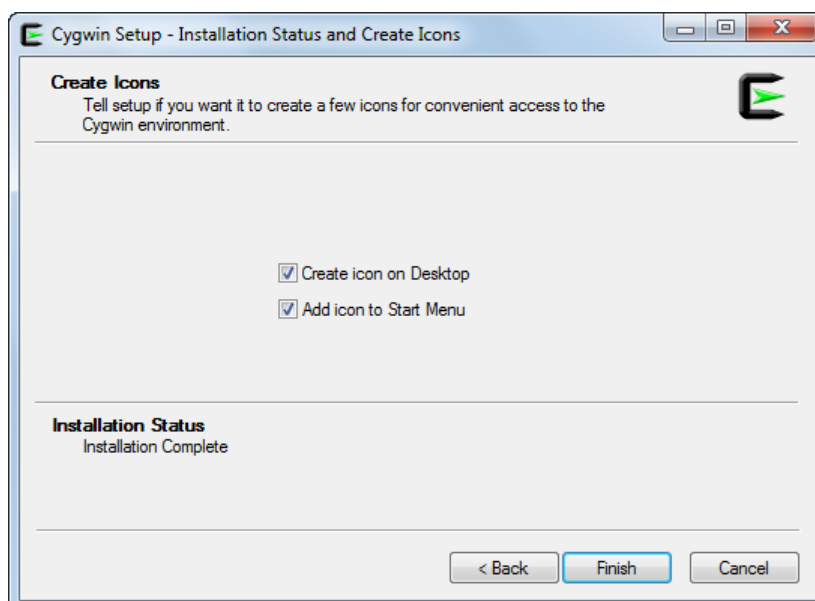 Cygwin Setup - Installation Status and Create Icons
Create Icons
Tell setup if you want it to create a few icons for convenient access to the
Cygwin environment.
Create icon on Desktop
Add icon to Start Menu
Installation Status
Installation Complete
< Back
Finish
Cancel